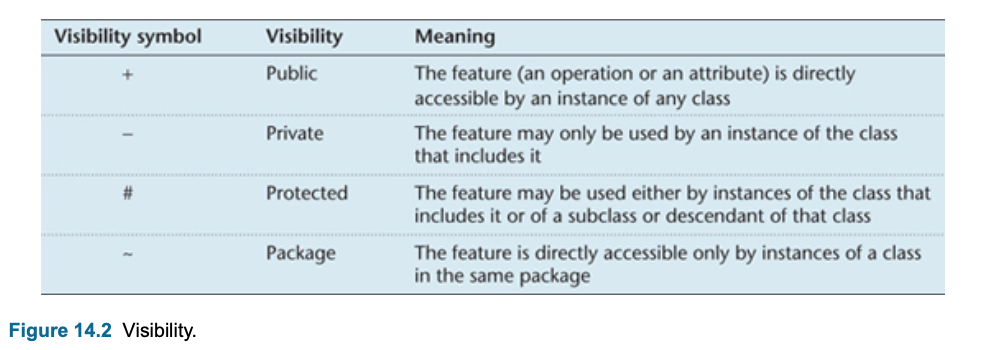 Visibility symbol Visibility Meaning
+ Public The feature (an operation or an attribute) is directly
accessible by an instance of any class
– Private The feature may only be used by an instance of the class
that includes it
# Protected The feature may be used either by instances of the class that
includes it or of a subclass or descendant of that class
~ Package The feature is directly accessible only by instances of a class
in the same package
Figure 14.2 Visibility.